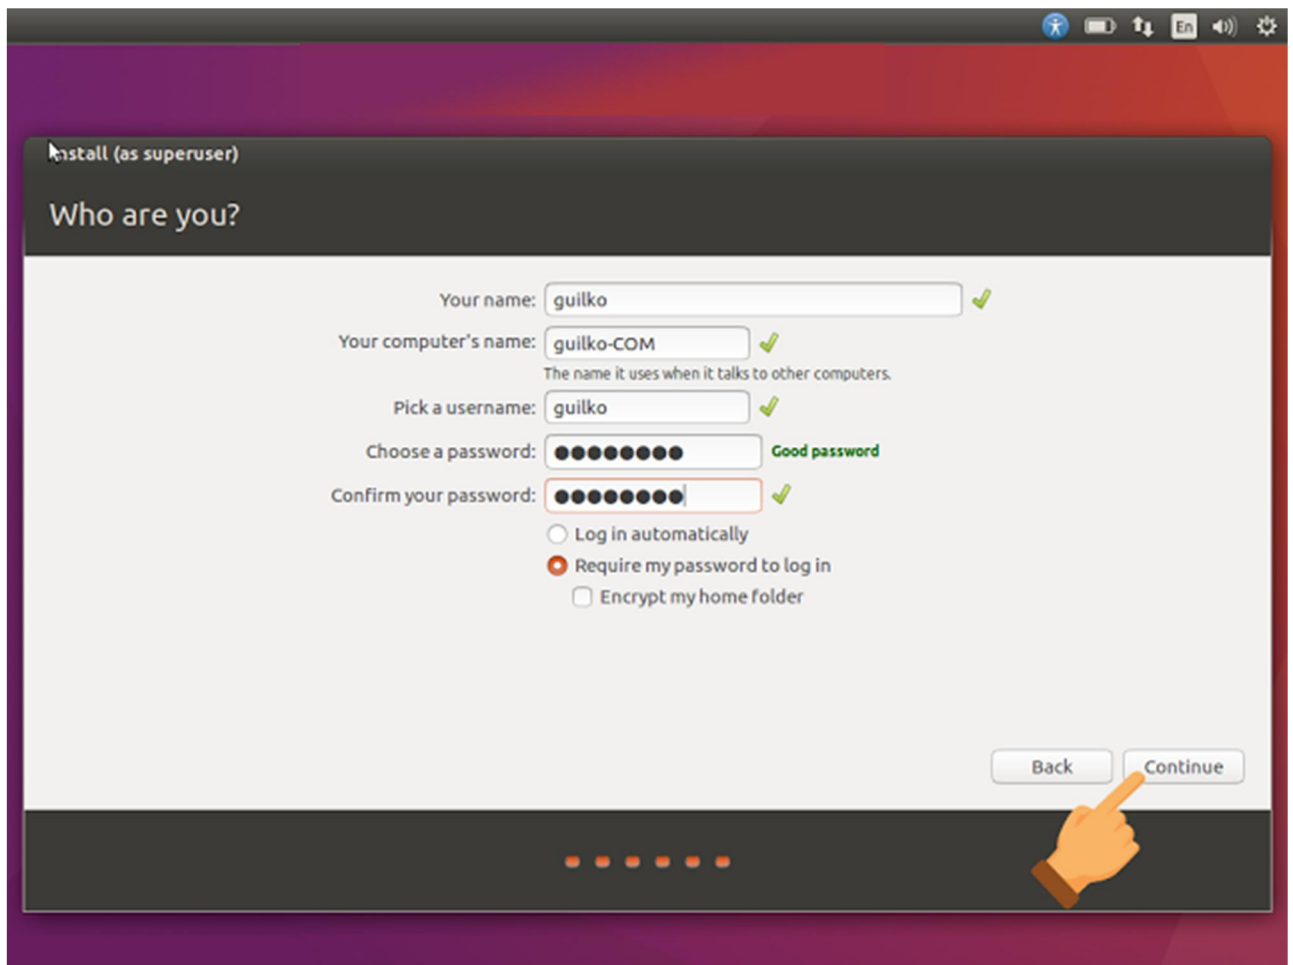 En
Install (as superuser)
Who are you?
Your name: guilko
Your computer's name: guilko-COM
The name it uses when it talks to other computers.
Pick a username: guilko
Choose a password: ●●●●●●●● Good password
Confirm your password: ●●●●●●●●
Log in automatically
Require my password to log in
Encrypt my home folder
Back Continue